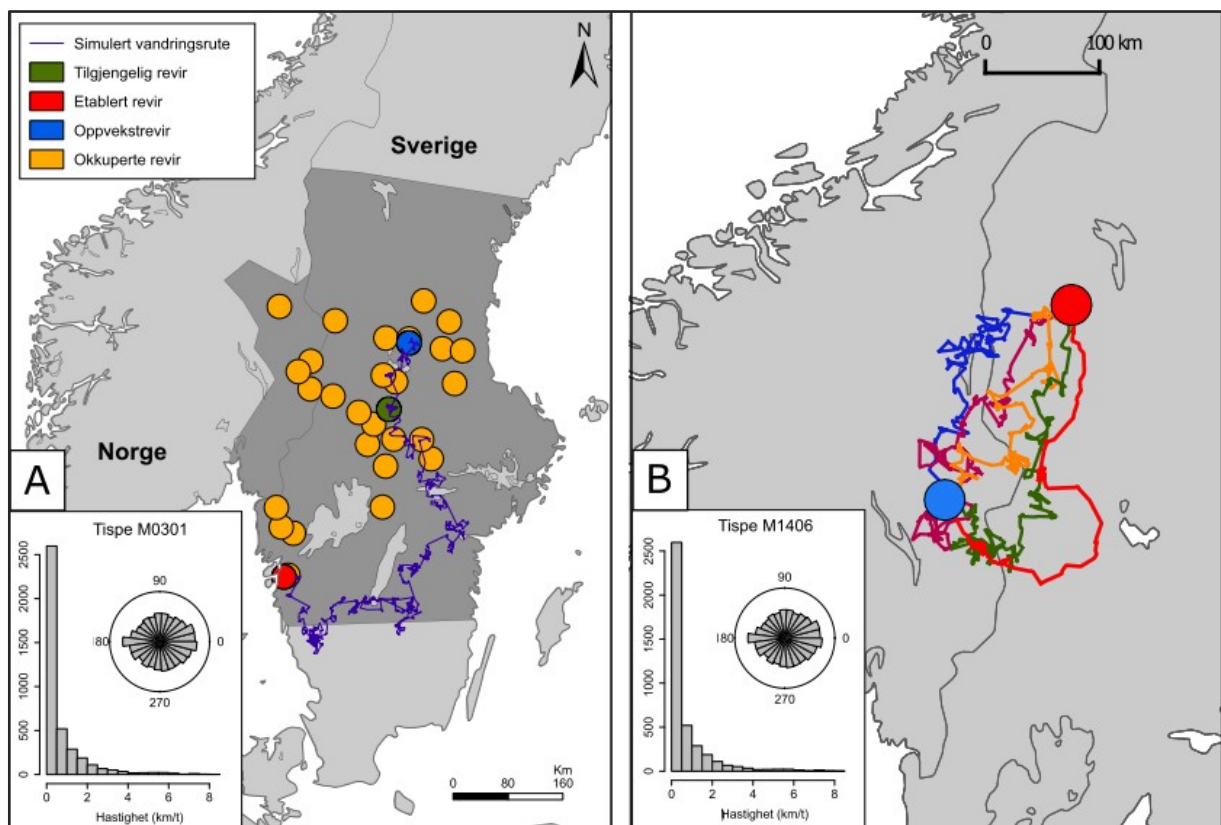 Simulert vandringsrute
Tilgjengelig revir
Etablert revir
Oppvekstrevir
Okkuperte revir
N
Sverige
Norge
A
Tispe M0301
2500
2000
1500
1000
500
0
90
180
0
270
0 2 4 6 8
Hastighet (km/t)
Km
0 80 160
0 100 km
B
Tispe M1406
2500
2000
1500
1000
500
0
90
180
0
270
0 2 4 6 8
Hastighet (km/t)